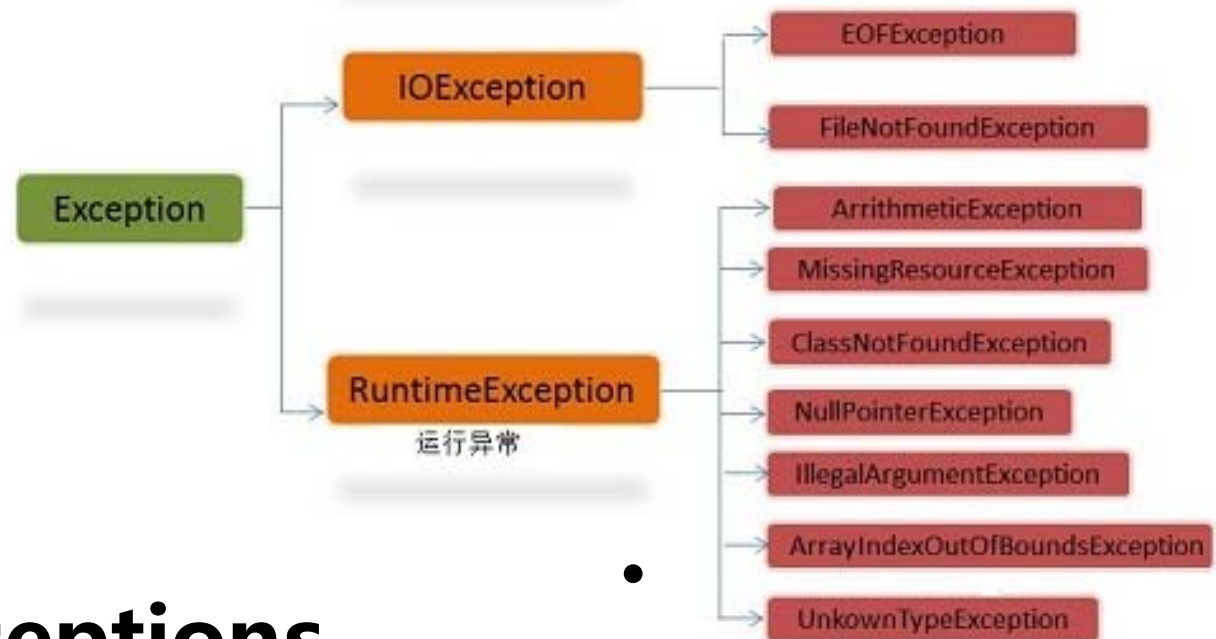 EOFException
IOException
FileNotFoundException
Exception
ArrithmeticException
MissingResourceException
ClassNotFoundException
RuntimeException
运行异常
NullPointerException
IllegalArgumentException
ArrayIndexOutOfBoundsException
•
UnkownTypeException